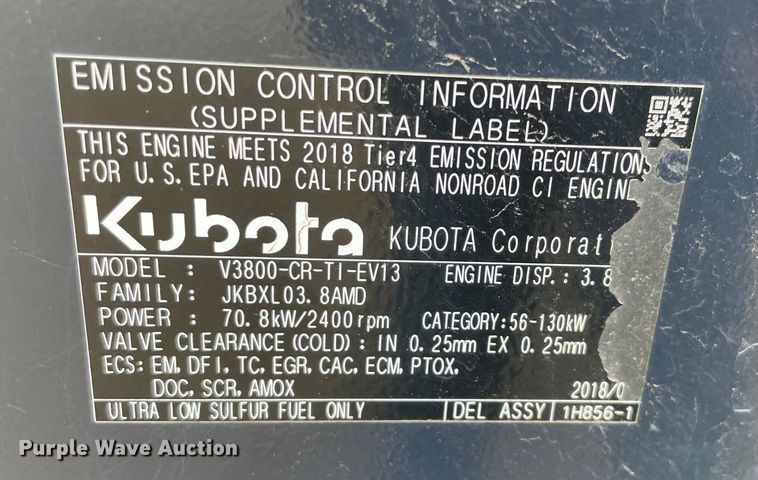 EMISSION CONTROL INFORMATION
(SUPPLEMENTAL LABEL)
THIS ENGINE MEETS 2018 Tier4 EMISSION REGULATIONS
FOR U.S. EPA AND CALIFORNIA NONROAD CI ENGINE
Kubota KUBOTA Corporat
MODEL : V3800-CR-TI-EV13 ENGINE DISP.: 3.8
FAMILY: JKBXL03.8AMD
POWER : 70.8kW/2400rpm CATEGORY:56-130kW
VALVE CLEARANCE(COLD): IN 0.25mm EX 0.25mm
ECS: EM, DFI, TC, EGR, CAC, ECM, PTOX,
DOC, SCR, AMOX 2018/0
ULTRA LOW SULFUR FUEL ONLY DEL ASSY 1H856-1
Purple Wave Auction